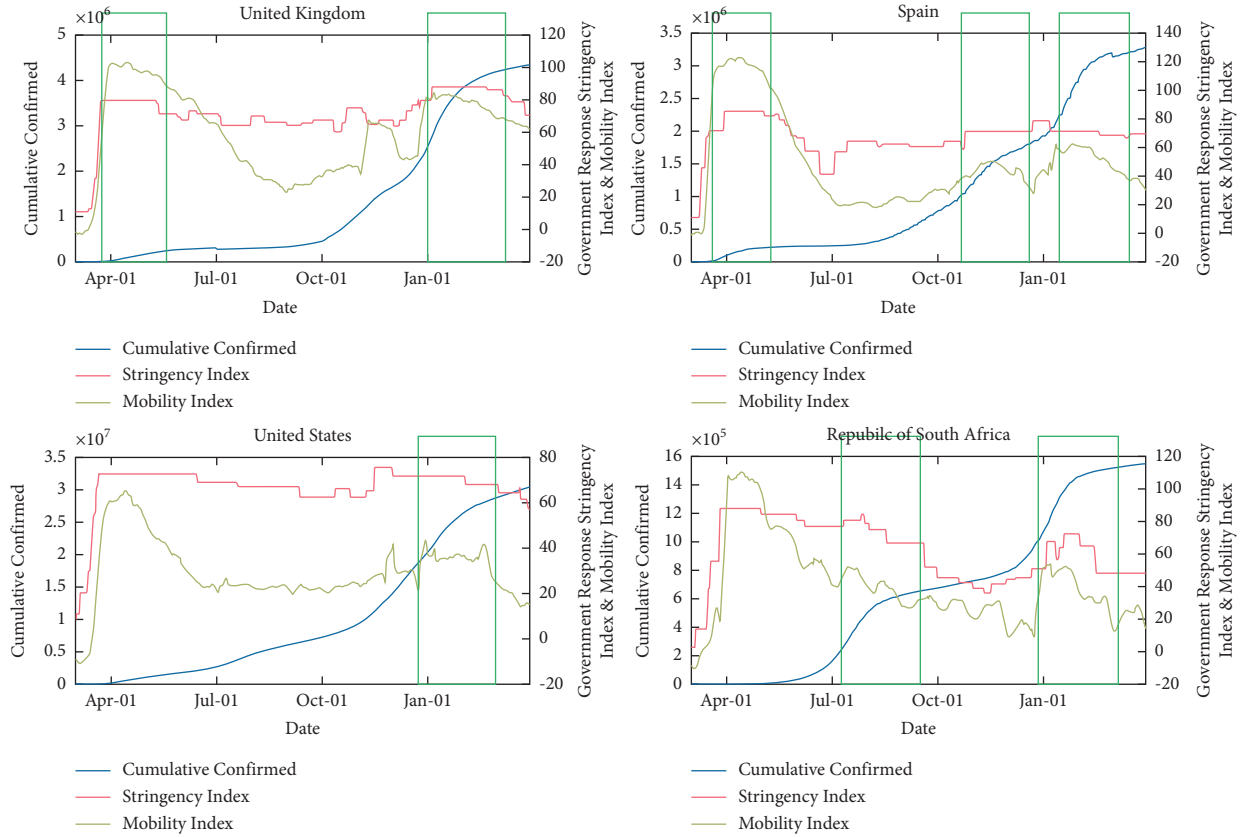 United Kingdom
×10⁶
5
4
3
2
1
0
120
100
80
60
40
20
0
-20
Cumulative Confirmed
Government Response Stringency
Index & Mobility Index
Apr-01
Jul-01
Oct-01
Jan-01
Date
Cumulative Confirmed
Stringency Index
Mobility Index
Spain
×10⁶
3.5
3
2.5
2
1.5
1
0.5
0
140
120
100
80
60
40
20
0
-20
Cumulative Confirmed
Government Response Stringency
Index & Mobility Index
Apr-01
Jul-01
Oct-01
Jan-01
Date
Cumulative Confirmed
Stringency Index
Mobility Index
United States
×10⁷
3.5
3
2.5
2
1.5
1
0.5
0
80
60
40
20
0
-20
Cumulative Confirmed
Government Response Stringency
Index & Mobility Index
Apr-01
Jul-01
Oct-01
Jan-01
Date
Cumulative Confirmed
Stringency Index
Mobility Index
Repubilc of South Africa
×10⁵
16
14
12
10
8
6
4
2
0
120
100
80
60
40
20
0
-20
Cumulative Confirmed
Government Response Stringency
Index & Mobility Index
Apr-01
Jul-01
Oct-01
Jan-01
Date
Cumulative Confirmed
Stringency Index
Mobility Index